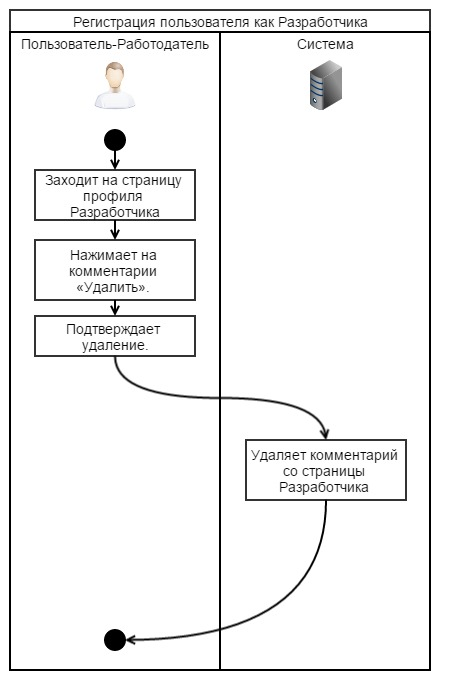 Регистрация пользователя как Разработчика
Пользователь-Работодатель
Система
Заходит на страницу
профиля
Разработчика
Нажимает на
комментарии
«Удалить».
Подтверждает
удаление.
Удаляет комментарий
со страницы
Разработчика